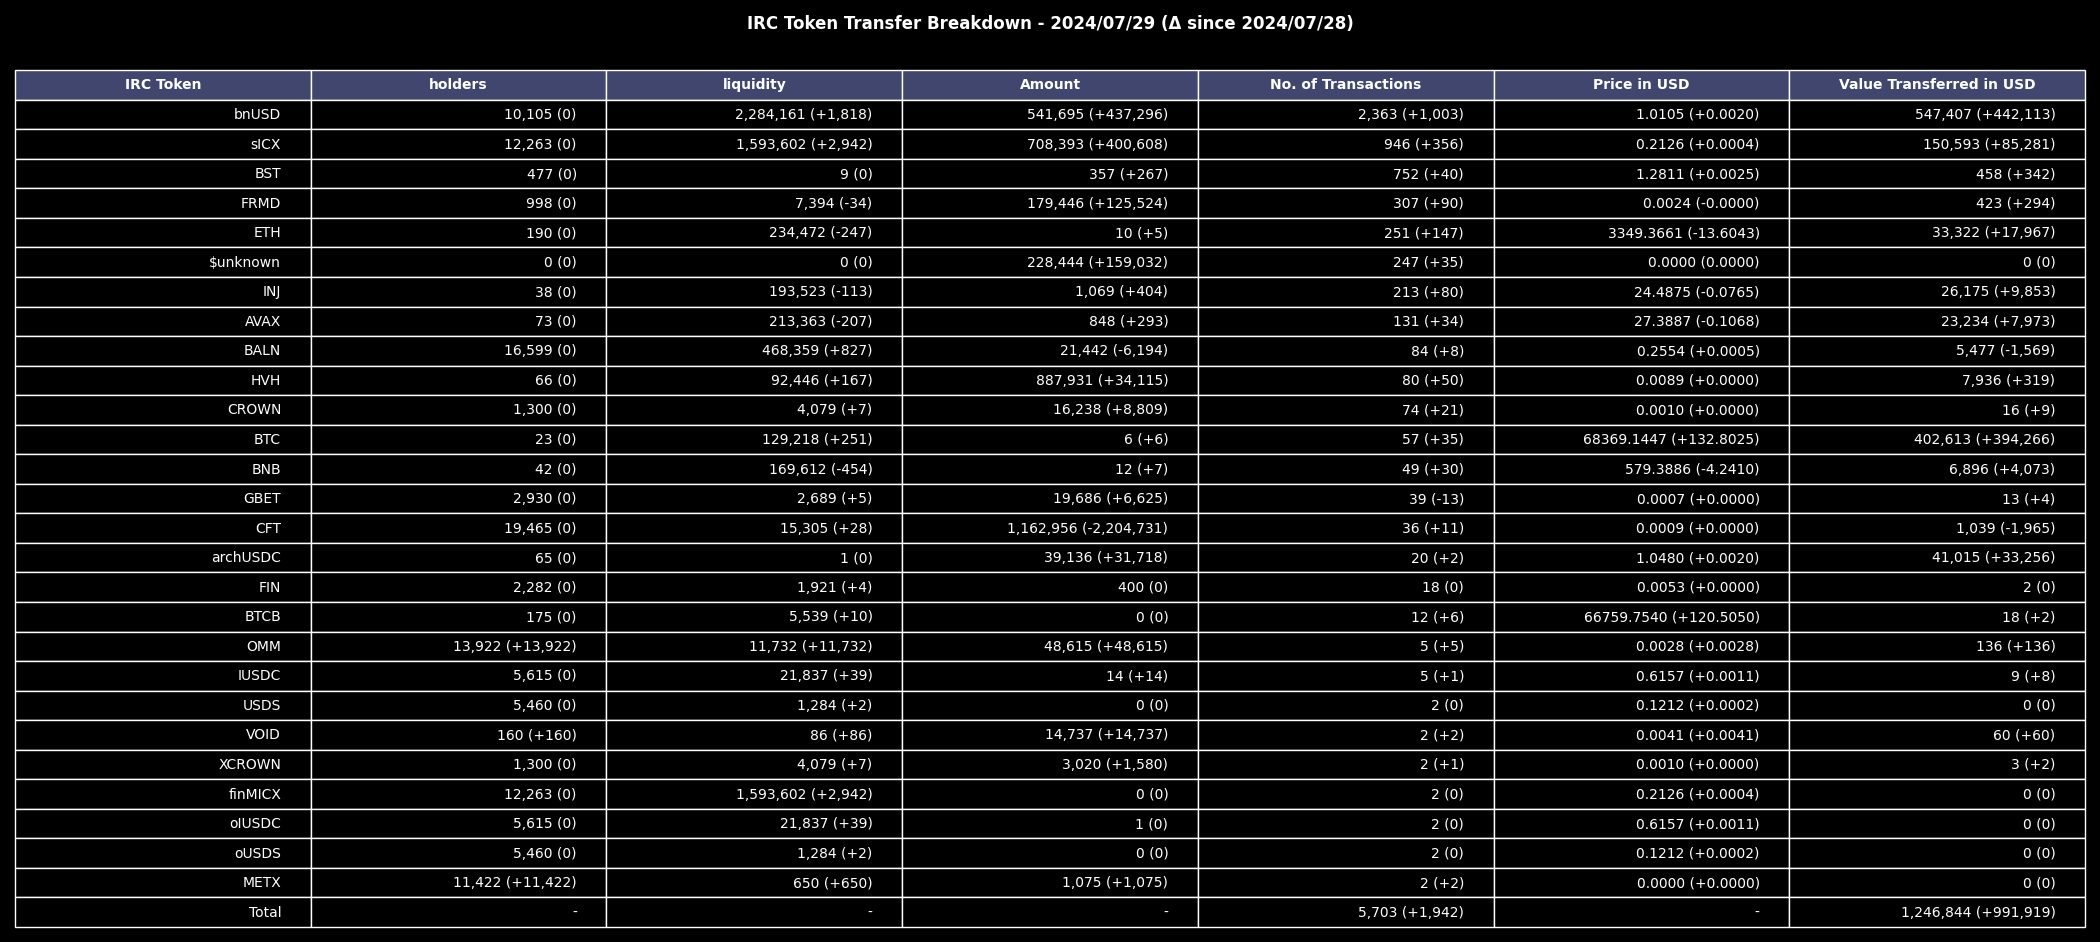 IRC Token Transfer Breakdown - 2024/07/29 (Δ since 2024/07/28)
IRC Token holders liquidity Amount No. of Transactions Price in USD Value Transferred in USD
bnUSD 10,105 (0) 2,284,161 (+1,818) 541,695 (+437,296) 2,363 (+1,003) 1.0105 (+0.0020) 547,407 (+442,113)
sICX 12,263 (0) 1,593,602 (+2,942) 708,393 (+400,608) 946 (+356) 0.2126 (+0.0004) 150,593 (+85,281)
BST 477 (0) 9 (0) 357 (+267) 752 (+40) 1.2811 (+0.0025) 458 (+342)
FRMD 998 (0) 7,394 (-34) 179,446 (+125,524) 307 (+90) 0.0024 (-0.0000) 423 (+294)
ETH 190 (0) 234,472 (-247) 10 (+5) 251 (+147) 3349.3661 (-13.6043) 33,322 (+17,967)
$unknown 0 (0) 0 (0) 228,444 (+159,032) 247 (+35) 0.0000 (0.0000) 0 (0)
INJ 38 (0) 193,523 (-113) 1,069 (+404) 213 (+80) 24.4875 (-0.0765) 26,175 (+9,853)
AVAX 73 (0) 213,363 (-207) 848 (+293) 131 (+34) 27.3887 (-0.1068) 23,234 (+7,973)
BALN 16,599 (0) 468,359 (+827) 21,442 (-6,194) 84 (+8) 0.2554 (+0.0005) 5,477 (-1,569)
HVH 66 (0) 92,446 (+167) 887,931 (+34,115) 80 (+50) 0.0089 (+0.0000) 7,936 (+319)
CROWN 1,300 (0) 4,079 (+7) 16,238 (+8,809) 74 (+21) 0.0010 (+0.0000) 16 (+9)
BTC 23 (0) 129,218 (+251) 6 (+6) 57 (+35) 68369.1447 (+132.8025) 402,613 (+394,266)
BNB 42 (0) 169,612 (-454) 12 (+7) 49 (+30) 579.3886 (-4.2410) 6,896 (+4,073)
GBET 2,930 (0) 2,689 (+5) 19,686 (+6,625) 39 (-13) 0.0007 (+0.0000) 13 (+4)
CFT 19,465 (0) 15,305 (+28) 1,162,956 (-2,204,731) 36 (+11) 0.0009 (+0.0000) 1,039 (-1,965)
archUSDC 65 (0) 1 (0) 39,136 (+31,718) 20 (+2) 1.0480 (+0.0020) 41,015 (+33,256)
FIN 2,282 (0) 1,921 (+4) 400 (0) 18 (0) 0.0053 (+0.0000) 2 (0)
BTCB 175 (0) 5,539 (+10) 0 (0) 12 (+6) 66759.7540 (+120.5050) 18 (+2)
OMM 13,922 (+13,922) 11,732 (+11,732) 48,615 (+48,615) 5 (+5) 0.0028 (+0.0028) 136 (+136)
IUSDC 5,615 (0) 21,837 (+39) 14 (+14) 5 (+1) 0.6157 (+0.0011) 9 (+8)
USDS 5,460 (0) 1,284 (+2) 0 (0) 2 (0) 0.1212 (+0.0002) 0 (0)
VOID 160 (+160) 86 (+86) 14,737 (+14,737) 2 (+2) 0.0041 (+0.0041) 60 (+60)
XCROWN 1,300 (0) 4,079 (+7) 3,020 (+1,580) 2 (+1) 0.0010 (+0.0000) 3 (+2)
finMICX 12,263 (0) 1,593,602 (+2,942) 0 (0) 2 (0) 0.2126 (+0.0004) 0 (0)
oIUSDC 5,615 (0) 21,837 (+39) 1 (0) 2 (0) 0.6157 (+0.0011) 0 (0)
oUSDS 5,460 (0) 1,284 (+2) 0 (0) 2 (0) 0.1212 (+0.0002) 0 (0)
METX 11,422 (+11,422) 650 (+650) 1,075 (+1,075) 2 (+2) 0.0000 (+0.0000) 0 (0)
Total - - - 5,703 (+1,942) - 1,246,844 (+991,919)